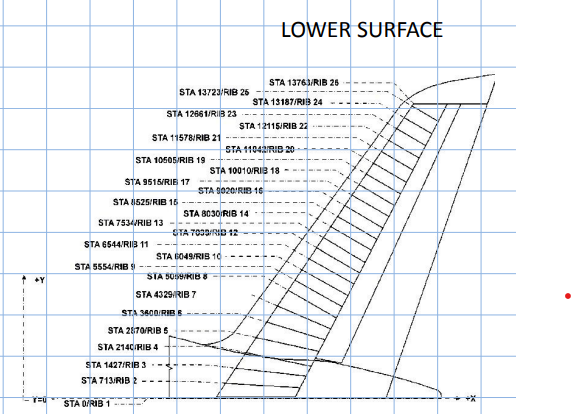 LOWER SURFACE
STA 13763/RIB 26
STA 13723/RIB 25
STA 13187/RIB 24
STA 12661/RIB 23
STA 12115/RIB 22
STA 11578/RIB 21
STA 11042/RIB 20
STA 10505/RIB 19
STA 10010/RIB 18
STA 9515/RIB 17
STA 9020/RIB 16
STA 8525/RIB 15
STA 8030/RIB 14
STA 7534/RIB 13
STA 7039/RIB 12
STA 6544/RIB 11
STA 6049/RIB 10
STA 5554/RIB 9
STA 5059/RIB 8
+Y
STA 4329/RIB 7
STA 3600/RIB 6
STA 2870/RIB 5
STA 2140/RIB 4
STA 1427/RIB 3
STA 713/RIB 2
Y=0
STA 0/RIB 1
+X